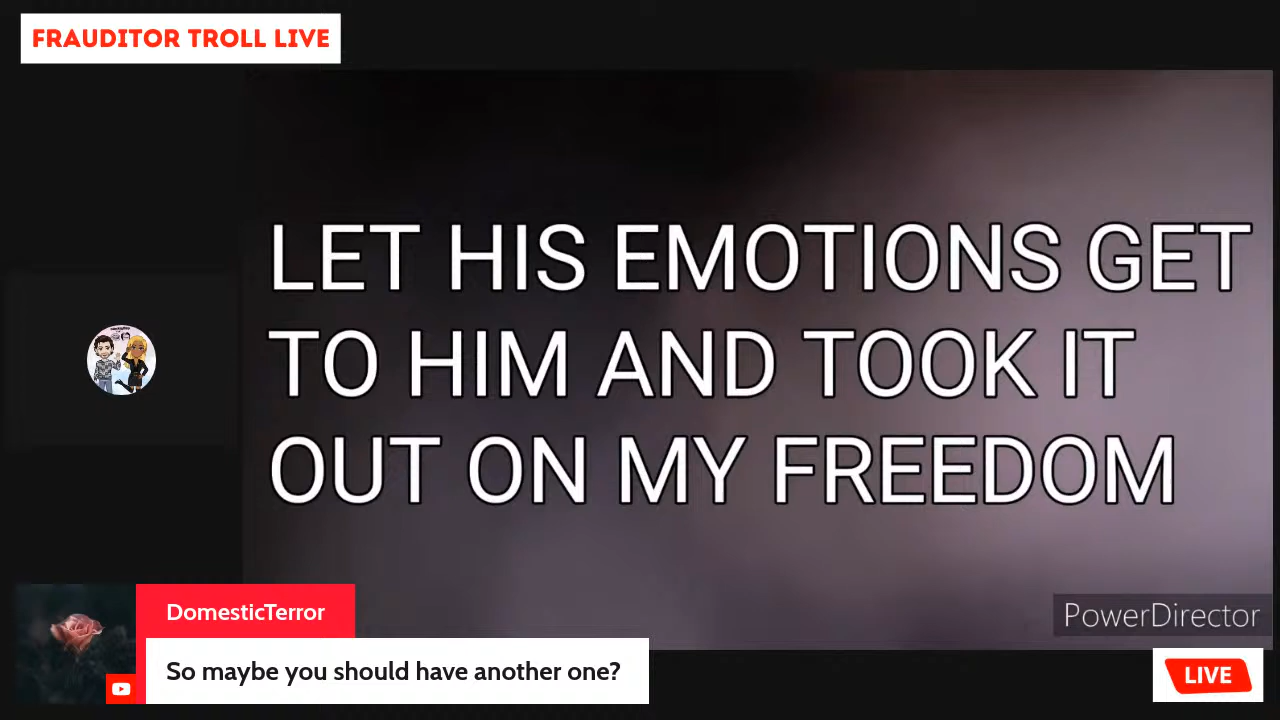 FRAUDITOR TROLL LIVE
LET HIS EMOTIONS GET
TO HIM AND TOOK IT
OUT ON MY FREEDOM
PowerDirector
DomesticTerror
So maybe you should have another one?
LIVE